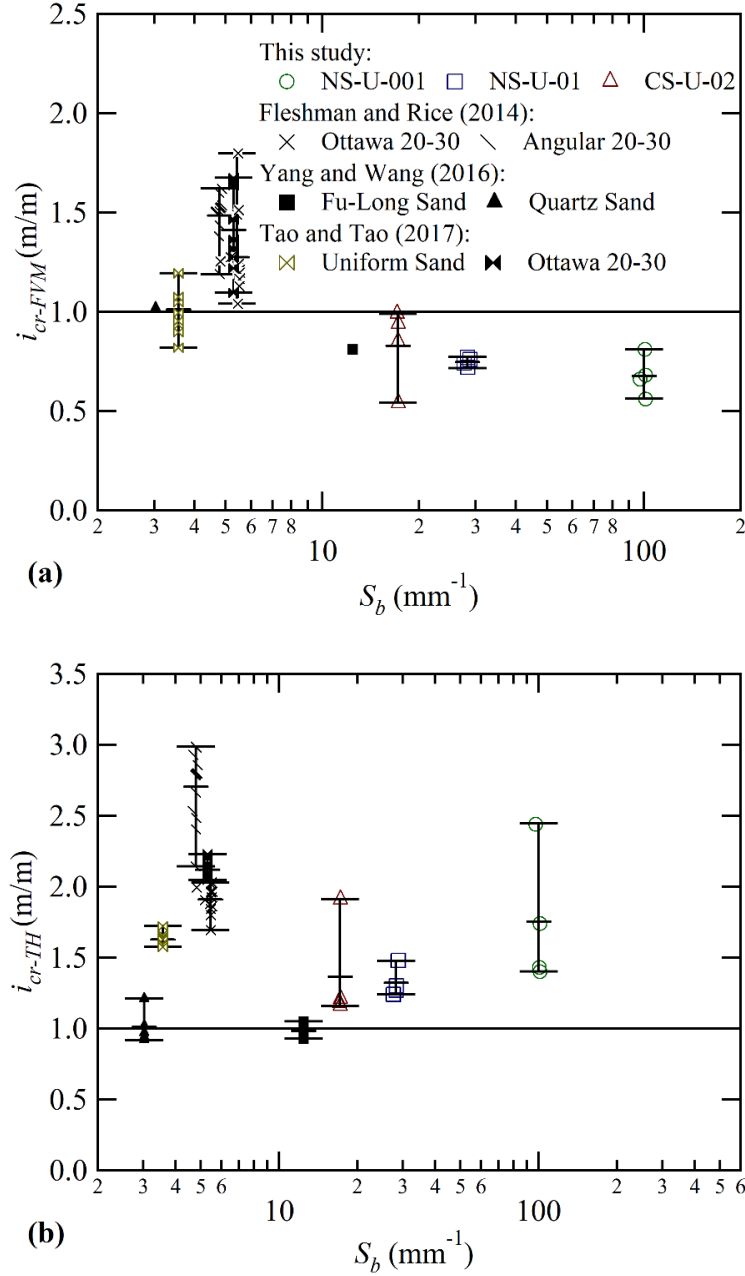 2.5
This study:
NS-U-001 NS-U-01 CS-U-02
2.0
Fleshman and Rice (2014):
Ottawa 20-30 Angular 20-30
Yang and Wang (2016):
1.5
Fu-Long Sand Quartz Sand
Tao and Tao (2017):
Uniform Sand Ottawa 20-30
i cr-FVM (m/m)
1.0
0.5
0.0
2 3 4 5 6 7 8 2 3 4 5 6 7 8 2
10 100
(a)
S b (mm-1)
3.5
3.0
2.5
2.0
i cr-TH (m/m)
1.5
1.0
0.5
0.0
2 3 4 5 6 2 3 4 5 6 2 3 4 5 6
10 100
(b)
S b (mm-1)